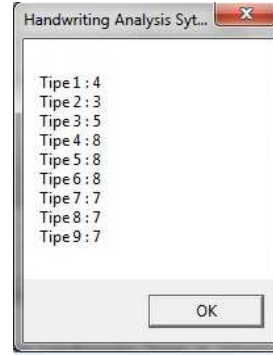 Handwriting Analysis Syt...
Tipe 1 : 4
Tipe 2 : 3
Tipe 3 : 5
Tipe 4 : 8
Tipe 5 : 8
Tipe 6 : 8
Tipe 7 : 7
Tipe 8 : 7
Tipe 9 : 7
OK